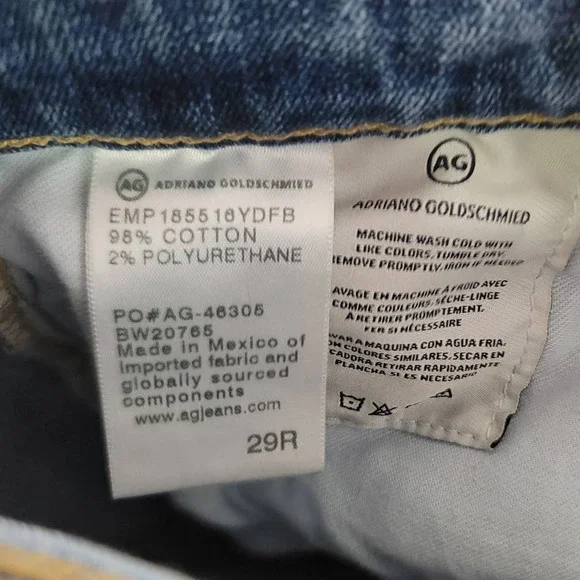 AG ADRIANO GOLDSCHMIED
EMP185516YDFB
98% COTTON
2% POLYURETHANE
PO#AG-46305
BW20765
Made in Mexico of
imported fabric and
globally sourced
components
www.agjeans.com
29R
AG
ADRIANO GOLDSCHMIED
MACHINE WASH COLD WITH
LIKE COLORS, TUMBLE DRY,
REMOVE PROMPTLY, IRON IF NEEDED
LAVAGE EN MACHINE À FROID AVEC
COMME COULEURS, SÈCHE-LINGE
A RETIRER PROMPTEMENT,
FER SI NÉCESSAIRE
VAR A MAQUINA CON AGUA FRIA,
ON COLORES SIMILARES, SECAR EN
CADORA RETIRAR RAPIDAMENTE
PLANCHA SI ES NECESARIO